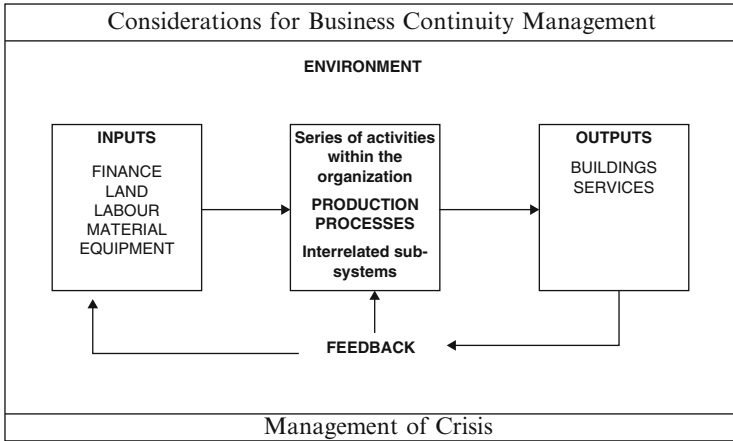 Considerations for Business Continuity Management
ENVIRONMENT
INPUTS
FINANCE
LAND
LABOUR
MATERIAL
EQUIPMENT
Series of activities
within the
organization
PRODUCTION
PROCESSES
Interrelated sub-
systems
OUTPUTS
BUILDINGS
SERVICES
FEEDBACK
Management of Crisis